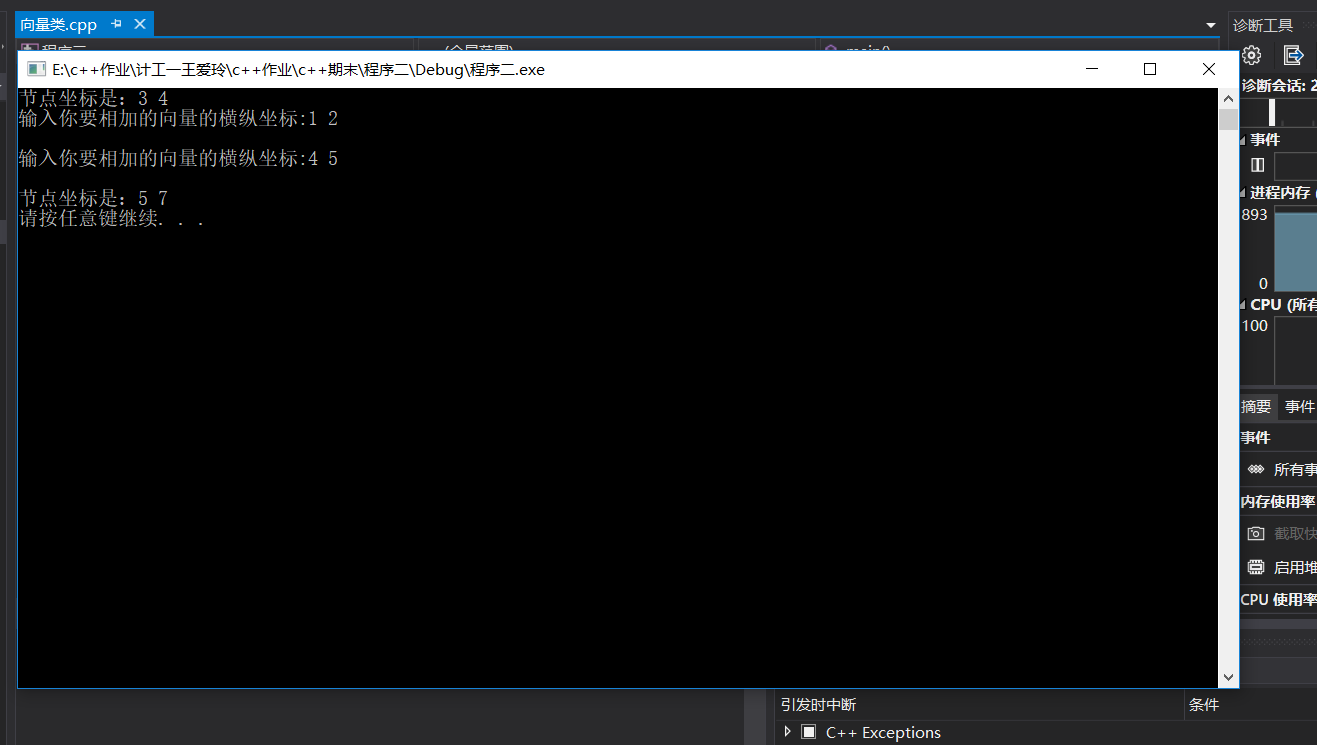 向量类.cpp
诊断工具
E:\c++作业\计工一王爱玲\c++作业\c++期末\程序二\Debug\程序二.exe
诊断会话: 2
节点坐标是：3 4
输入你要相加的向量的横纵坐标:1 2
输入你要相加的向量的横纵坐标:4 5
节点坐标是：5 7
请按任意键继续. . .
事件
进程内存 (
893
0
CPU (所有
100
摘要 事件
事件
所有事
内存使用率
截取快
启用堆
CPU 使用率
引发时中断 条件
C++ Exceptions